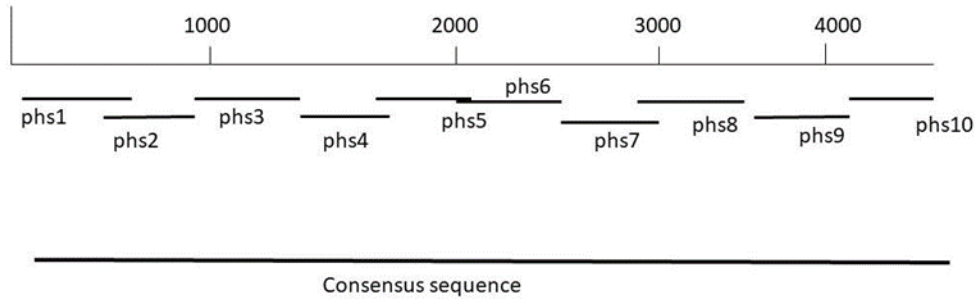 1000 2000 3000 4000
phs6
phs1 phs3 phs5 phs8 phs10
phs2 phs4 phs7 phs9
Consensus sequence